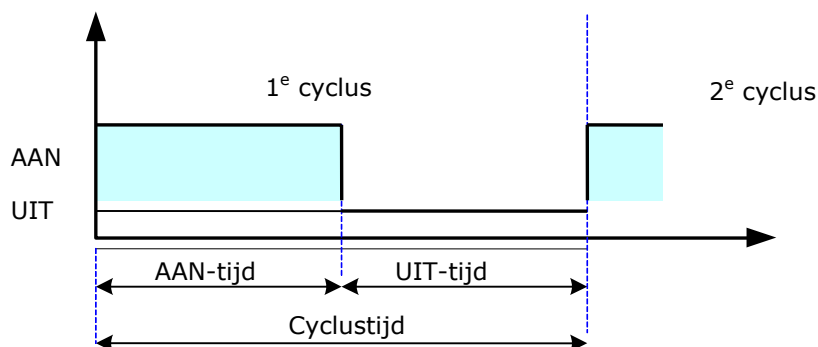 1e cyclus
2e cyclus
AAN
UIT
AAN-tijd
UIT-tijd
Cyclustijd